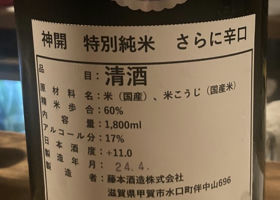 神開 特別純米 さらに辛口
品目：清酒
原材料名：米（国産）、米こうじ（国産米）
精米歩合：60%
内容量：1,800ml
アルコール分：17%
日本酒度：+11.0
製造年月：24.4.
製造者：藤本酒造株式会社
滋賀県甲賀市水口町伴中山696